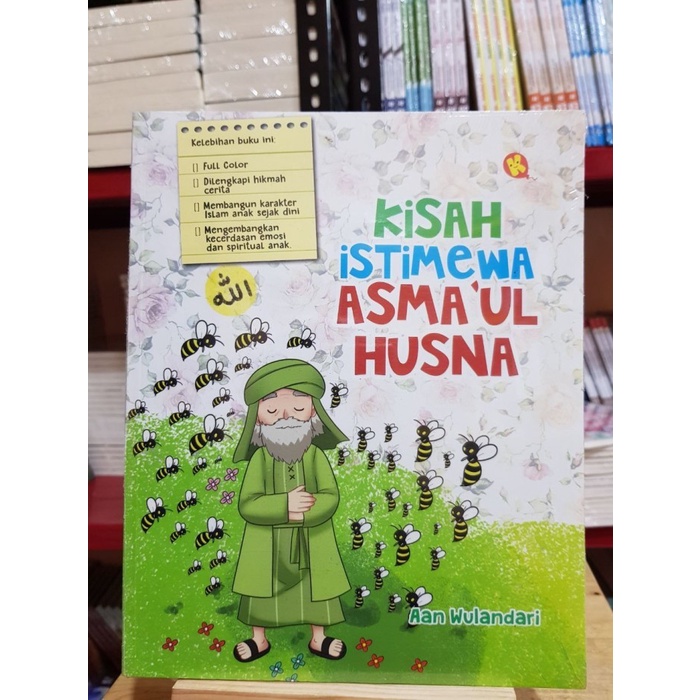 Kelebihan buku ini:
[] Full Color
[] Dilengkapi hikmah
cerita
[] Membangun karakter
Islam anak sejak dini
[] Mengembangkan
kecerdasan emosi
dan spiritual anak.
الله
KiSAH
iSTiMEWA
ASMA'UL
HUSNA
Aan Wulandari